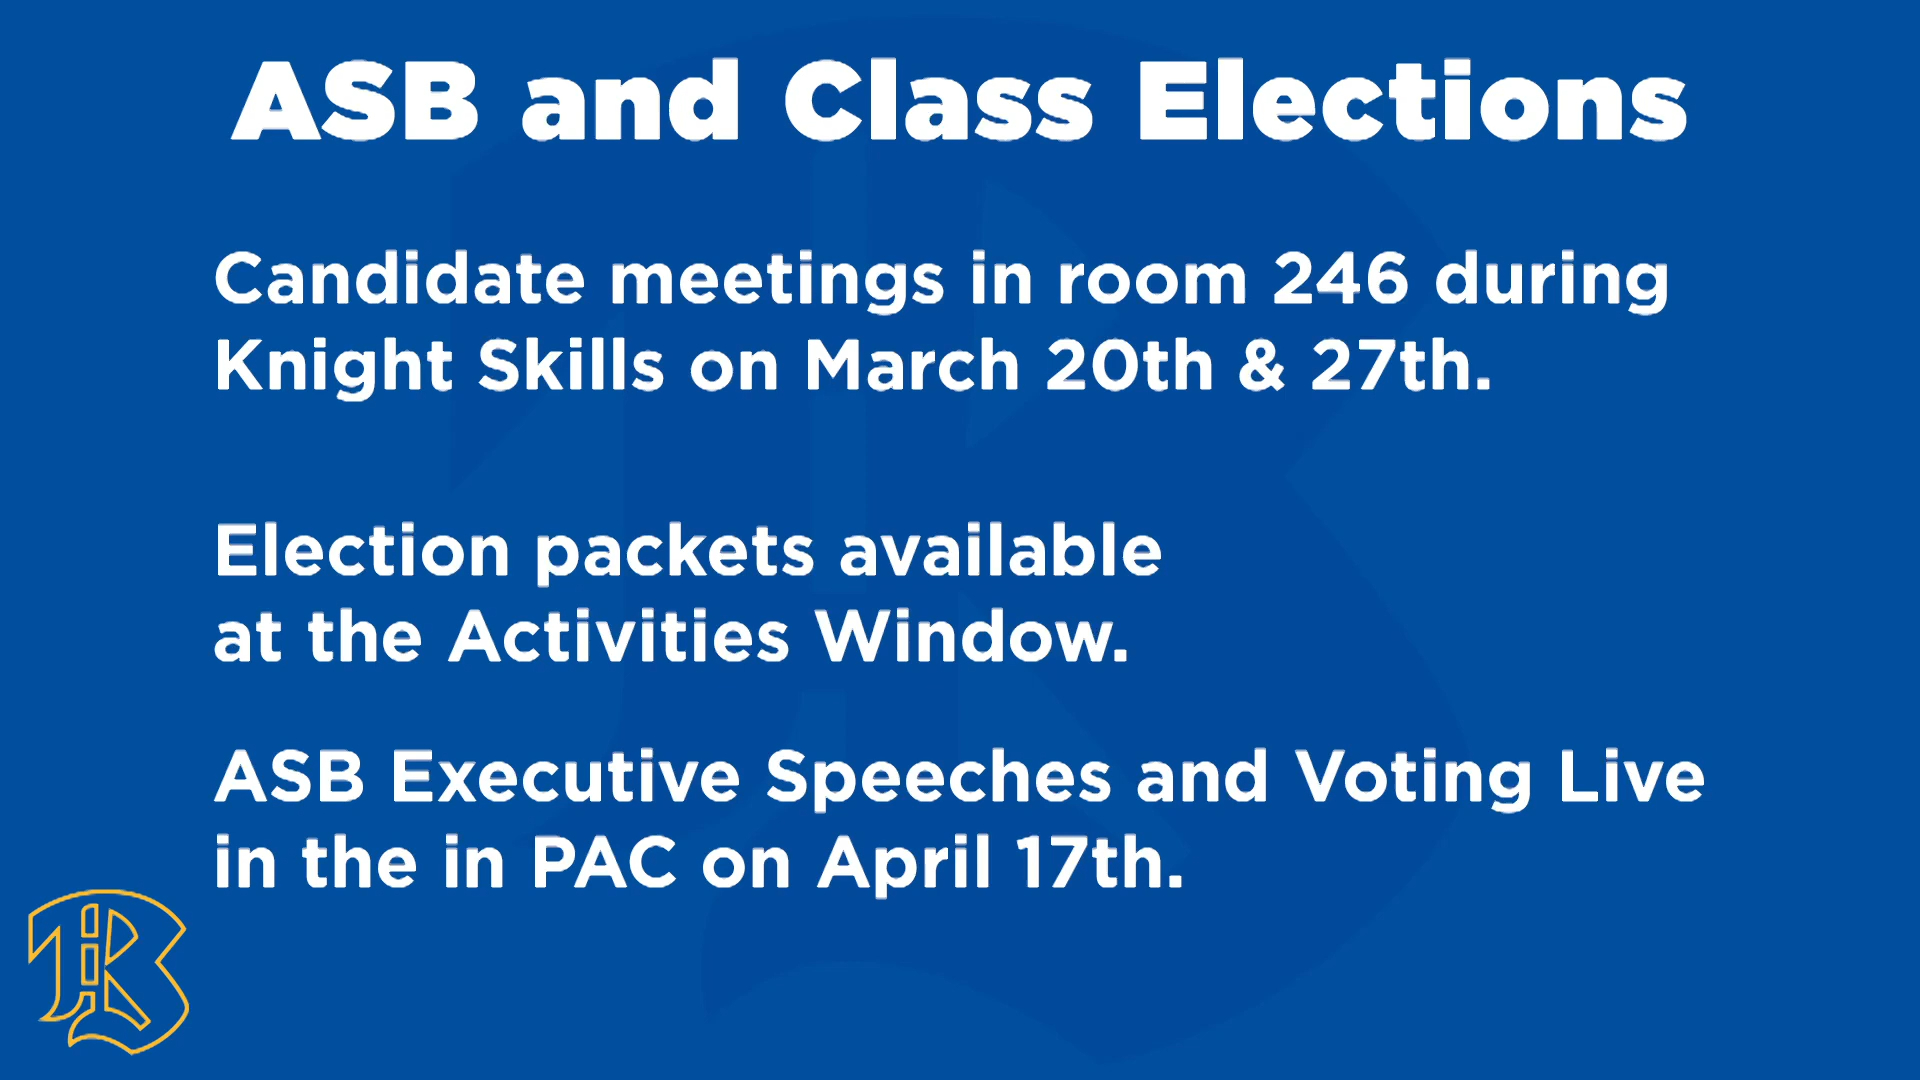 ASB and Class Elections
Candidate meetings in room 246 during
Knight Skills on March 20th & 27th.
Election packets available
at the Activities Window.
ASB Executive Speeches and Voting Live
in the in PAC on April 17th.
B